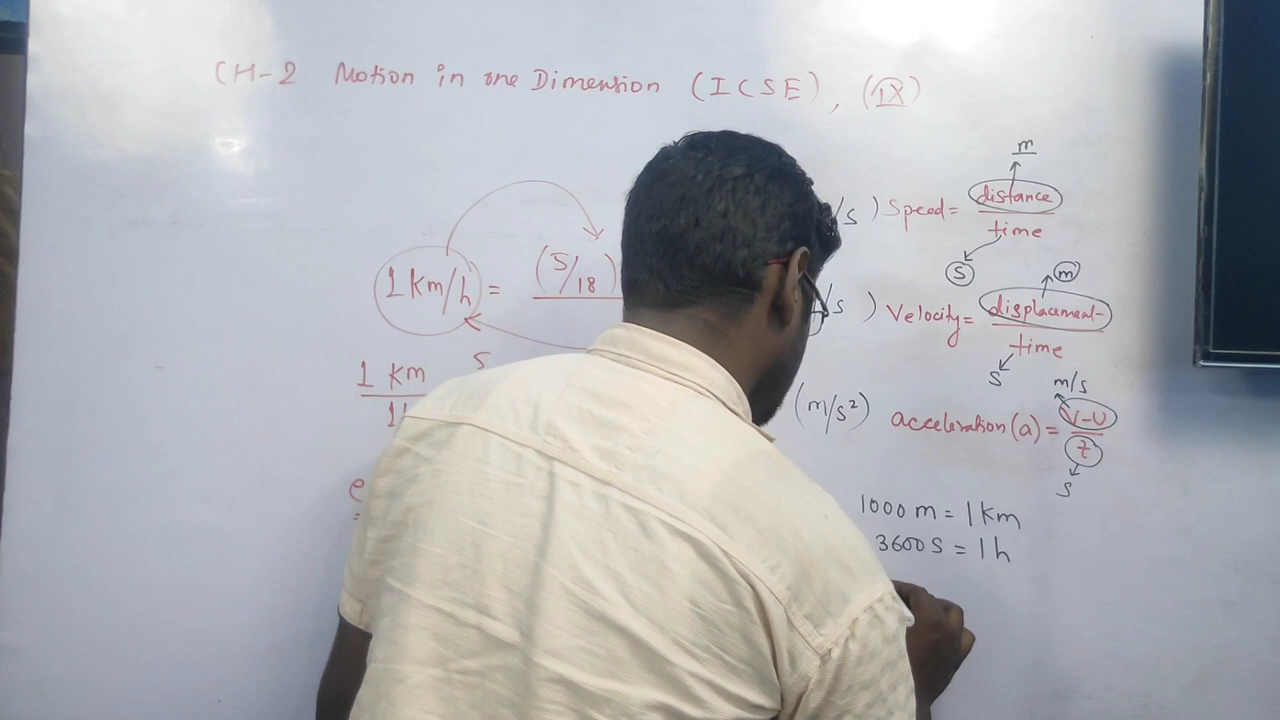 CH-2 Motion in one Dimension (ICSE), (IX)
m
/s) Speed = distance
time
S
1 km/h = (5/18)
m
/s) Velocity = displacement
time
S
S
1 km
m/s
(m/s²) acceleration (a) = V-U
t
S
1000 m = 1 km
3600 S = 1 h